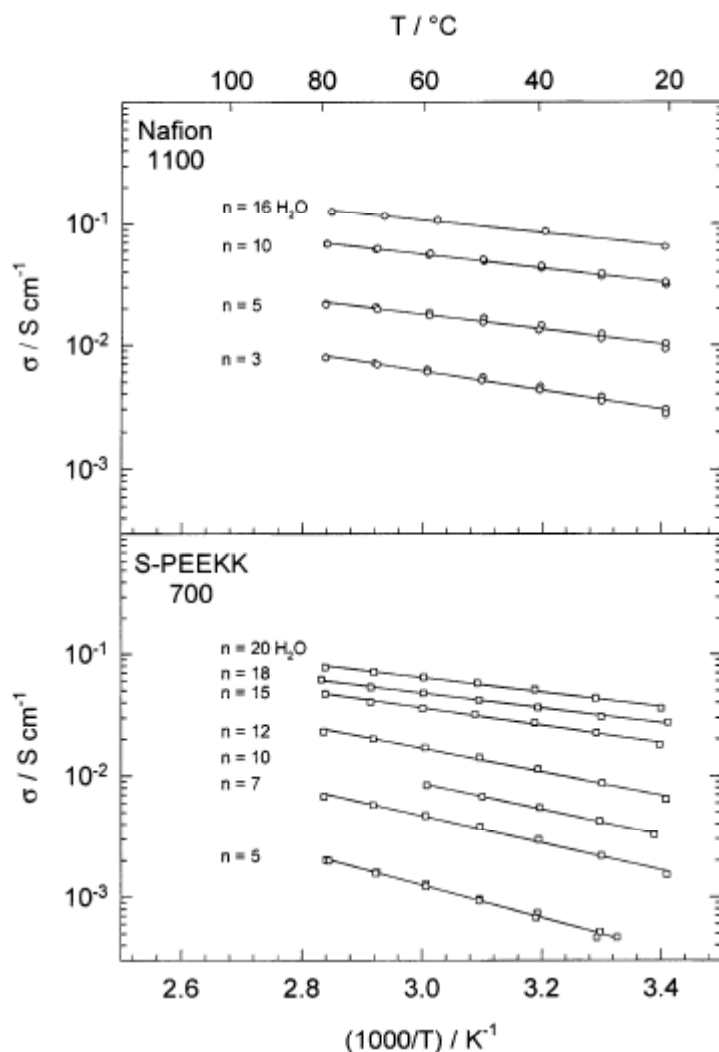 T / °C
100 80 60 40 20
Nafion
1100
n = 16 H₂O
n = 10
n = 5
n = 3
10⁻¹
10⁻²
10⁻³
σ / S cm⁻¹
S-PEEKK
700
n = 20 H₂O
n = 18
n = 15
n = 12
n = 10
n = 7
n = 5
10⁻¹
10⁻²
10⁻³
σ / S cm⁻¹
2.6 2.8 3.0 3.2 3.4
(1000/T) / K⁻¹